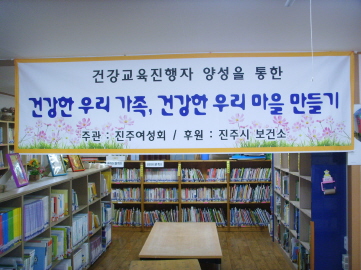 건강교육진행자 양성을 통한
건강한 우리 가족, 건강한 우리 마을 만들기
주관 : 진주여성회 / 후원 : 진주시 보건소